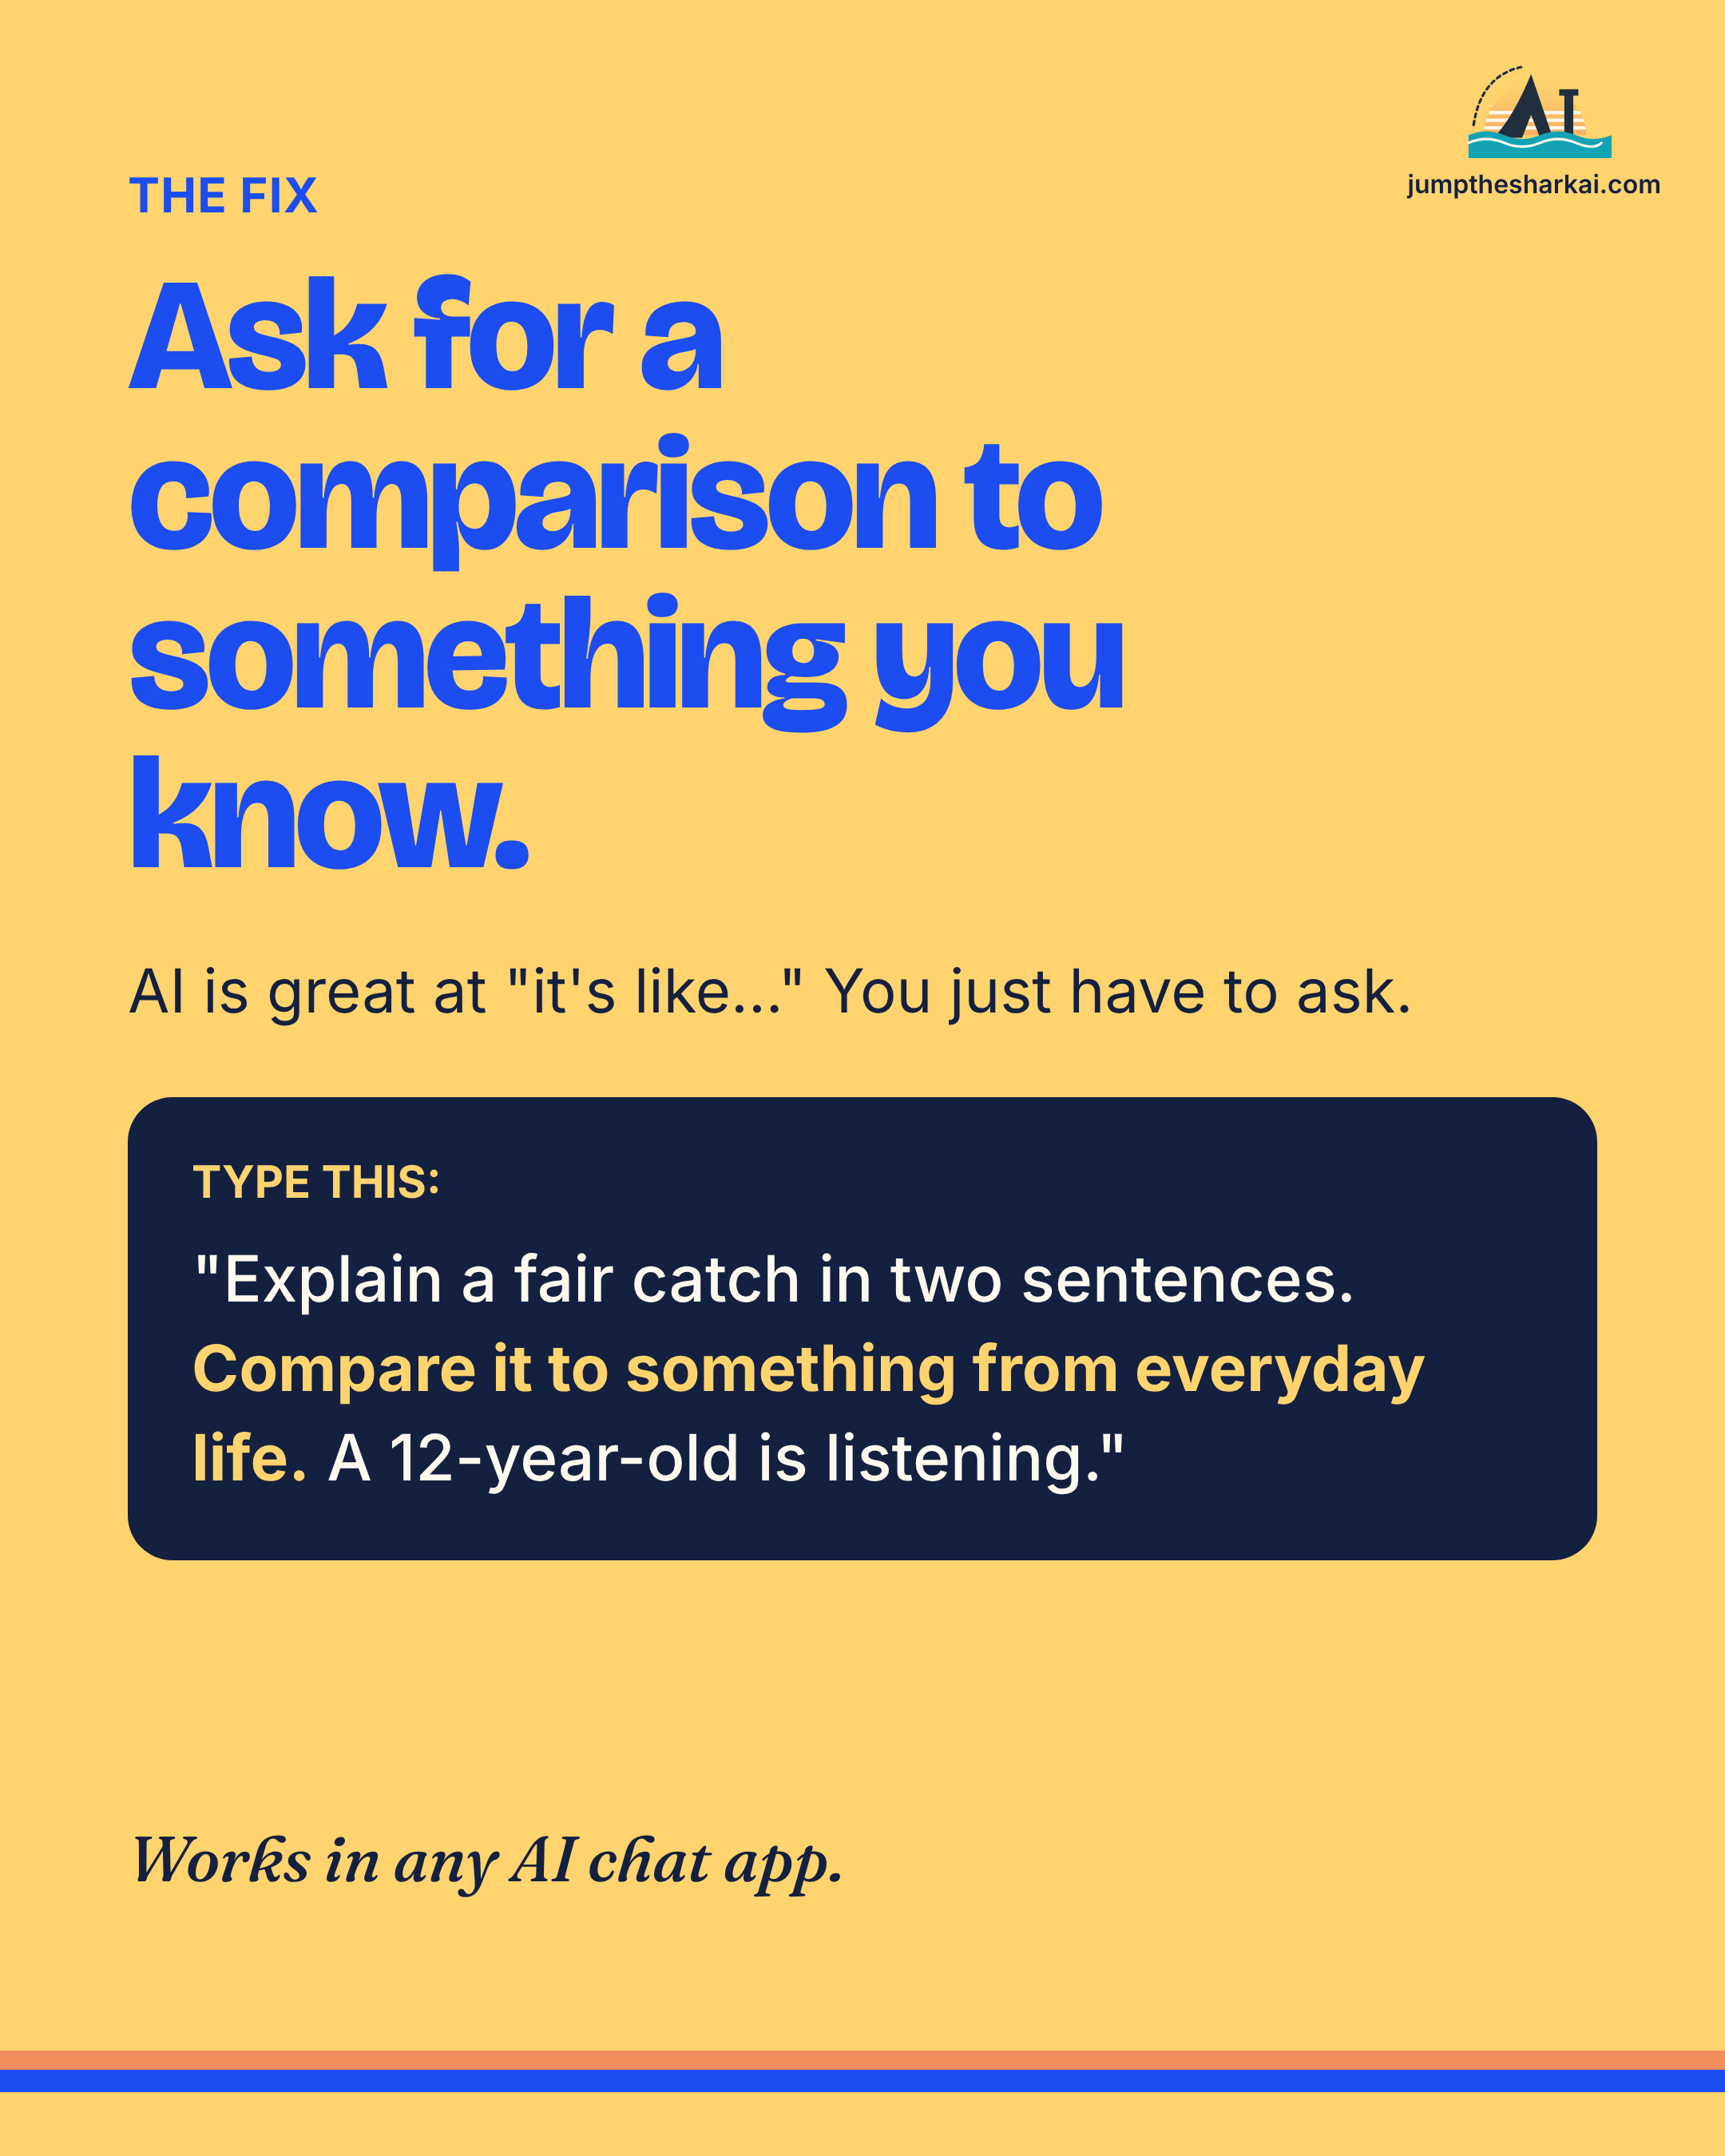 AI
jumpthesharkai.com
THE FIX
Ask for a
comparison to
something you
know.
AI is great at "it's like..." You just have to ask.
TYPE THIS:
"Explain a fair catch in two sentences.
Compare it to something from everyday
life. A 12-year-old is listening."
Works in any AI chat app.